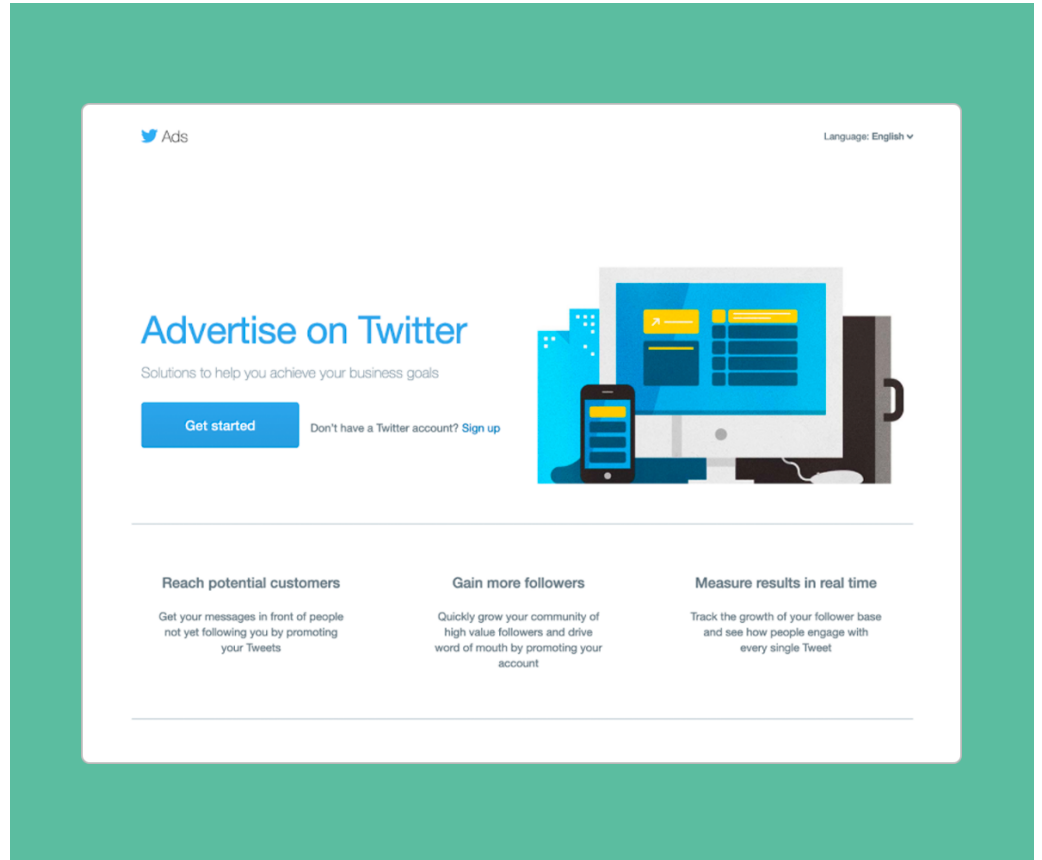 Ads
Language: English
Advertise on Twitter
Solutions to help you achieve your business goals
Get started
Don't have a Twitter account? Sign up
Reach potential customers
Get your messages in front of people
not yet following you by promoting
your Tweets
Gain more followers
Quickly grow your community of
high value followers and drive
word of mouth by promoting your
account
Measure results in real time
Track the growth of your follower base
and see how people engage with
every single Tweet